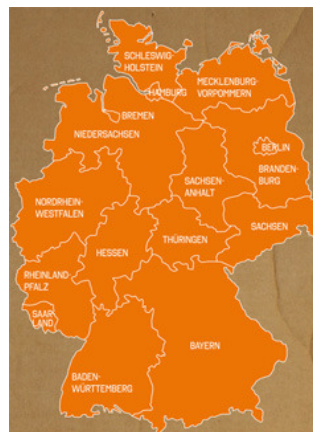 SCHLESWIG-
HOLSTEIN
MECKLENBURG-
VORPOMMERN
HAMBURG
BREMEN
NIEDERSACHSEN
BERLIN
BRANDEN-
BURG
SACHSEN-
ANHALT
NORDRHEIN-
WESTFALEN
SACHSEN
THÜRINGEN
HESSEN
RHEINLAND-
PFALZ
SAAR
LAND
BAYERN
BADEN-
WÜRTTEMBERG